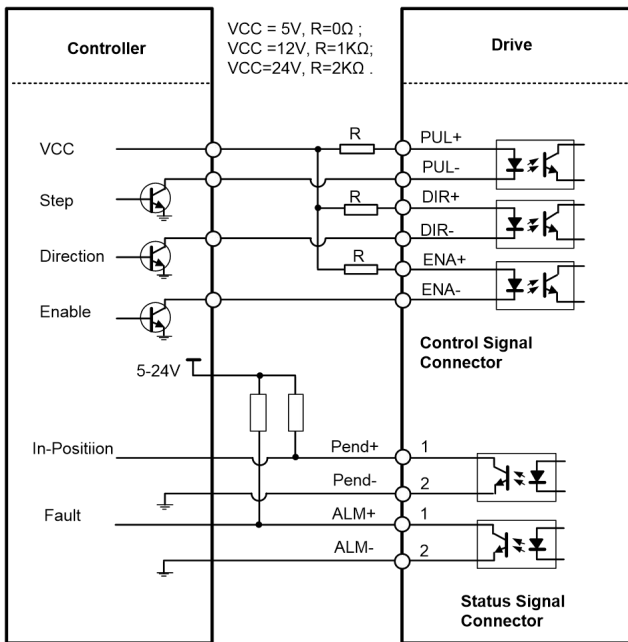 Controller
VCC = 5V, R=0Ω ;
VCC =12V, R=1KΩ;
VCC=24V, R=2KΩ .
Drive
VCC
R
PUL+
PUL-
Step
R
DIR+
Direction
DIR-
R
ENA+
Enable
ENA-
Control Signal
Connector
5-24V
In-Positiion
Pend+
1
Pend-
2
Fault
ALM+
1
ALM-
2
Status Signal
Connector